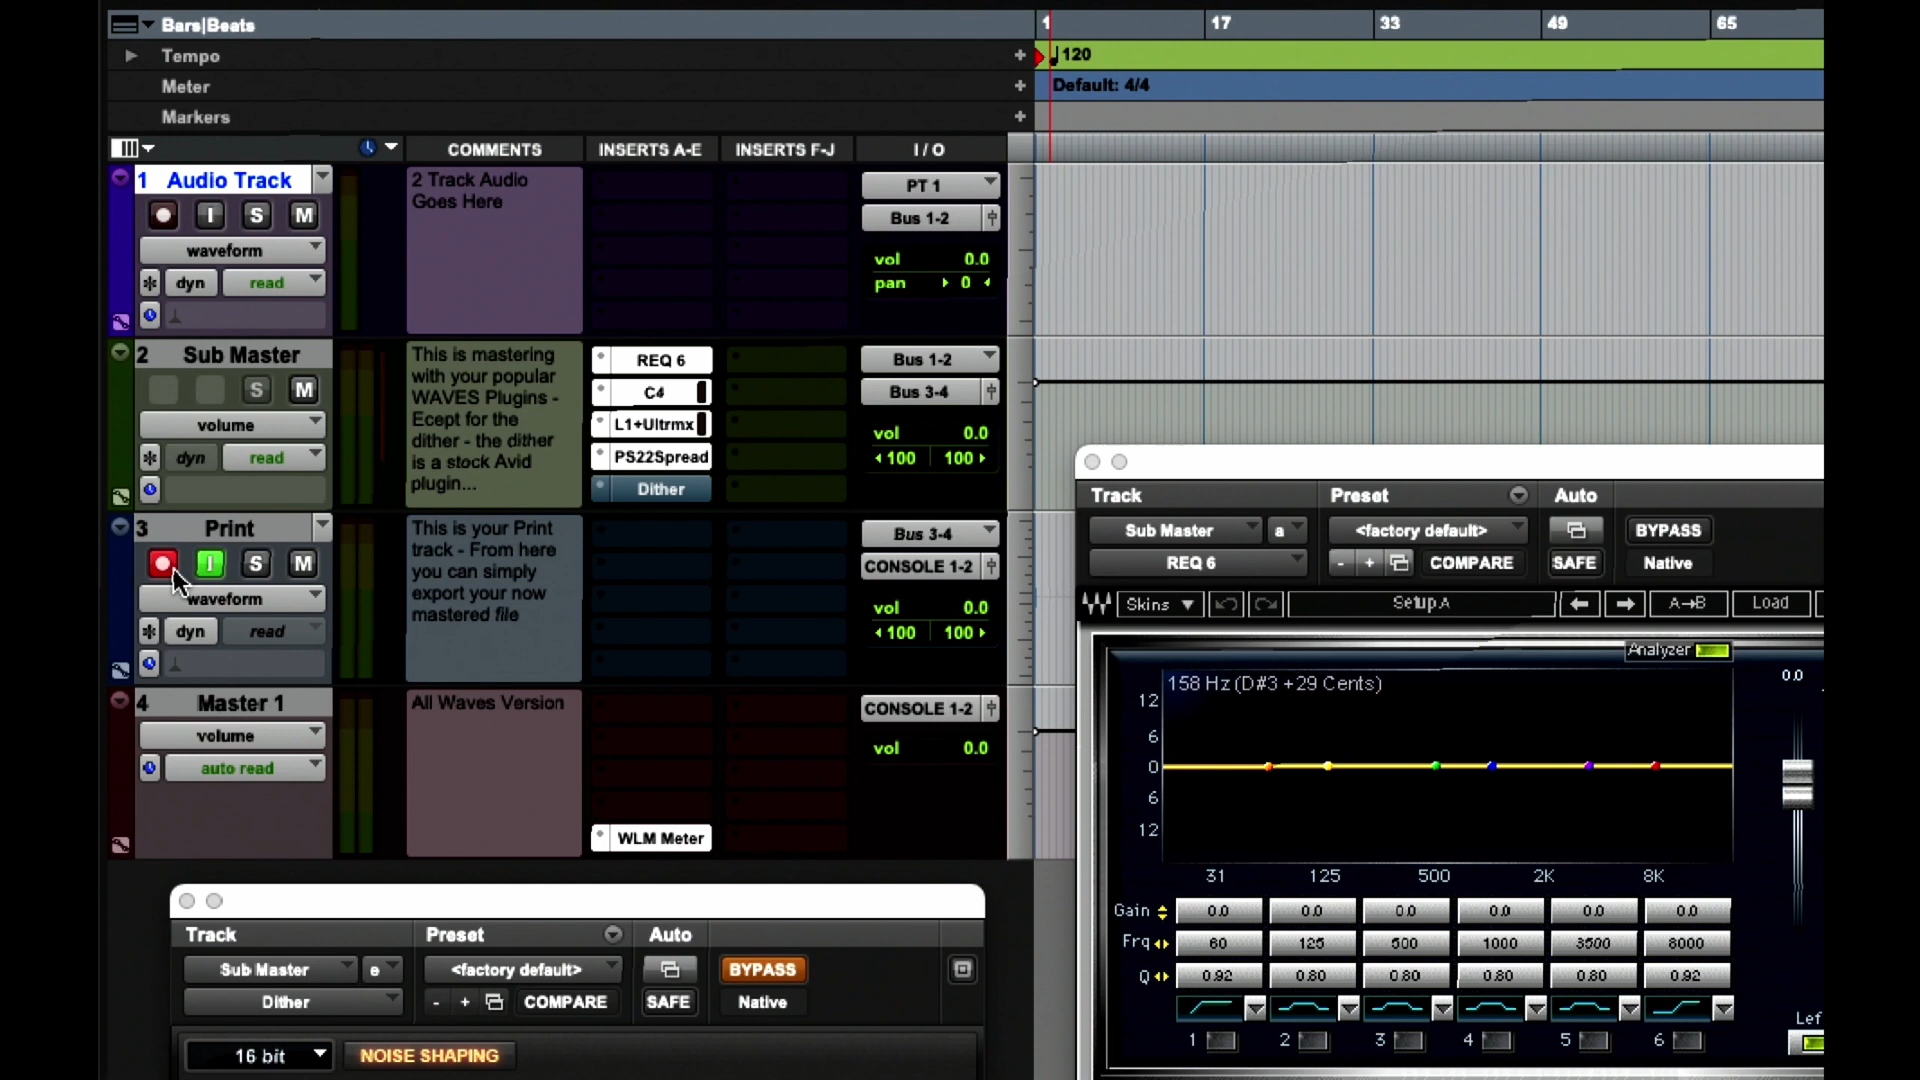 Bars|Beats
1 17 33 49 65
Tempo +
120
Meter +
Default: 4/4
Markers +
COMMENTS INSERTS A-E INSERTS F-J I / O
1 Audio Track
I S M
waveform
dyn read
2 Track Audio
Goes Here
PT 1
Bus 1-2
vol 0.0
pan 0
2 Sub Master
S M
volume
dyn read
This is mastering
with your popular
WAVES Plugins -
Ecept for the
dither - the dither
is a stock Avid
plugin...
REQ 6
C4
L1+Ultrmx
PS22Spread
Dither
Bus 1-2
Bus 3-4
vol 0.0
100 100
3 Print
I S M
waveform
dyn read
This is your Print
track - From here
you can simply
export your now
mastered file
Bus 3-4
CONSOLE 1-2
vol 0.0
100 100
4 Master 1
volume
auto read
All Waves Version
WLM Meter
CONSOLE 1-2
vol 0.0
Track Preset Auto
Sub Master a <factory default> BYPASS
REQ 6 - + COMPARE SAFE Native
Skins Setup A A→B Load
Analyzer
0.0
158 Hz (D#3 +29 Cents)
12
6
0
6
12
31 125 500 2K 8K
Gain 0.0 0.0 0.0 0.0 0.0 0.0
Frq 60 125 500 1000 3500 8000
Q 0.92 0.80 0.80 0.80 0.80 0.92
Lef
1 2 3 4 5 6
Track Preset Auto
Sub Master e <factory default> BYPASS
Dither - + COMPARE SAFE Native
16 bit NOISE SHAPING